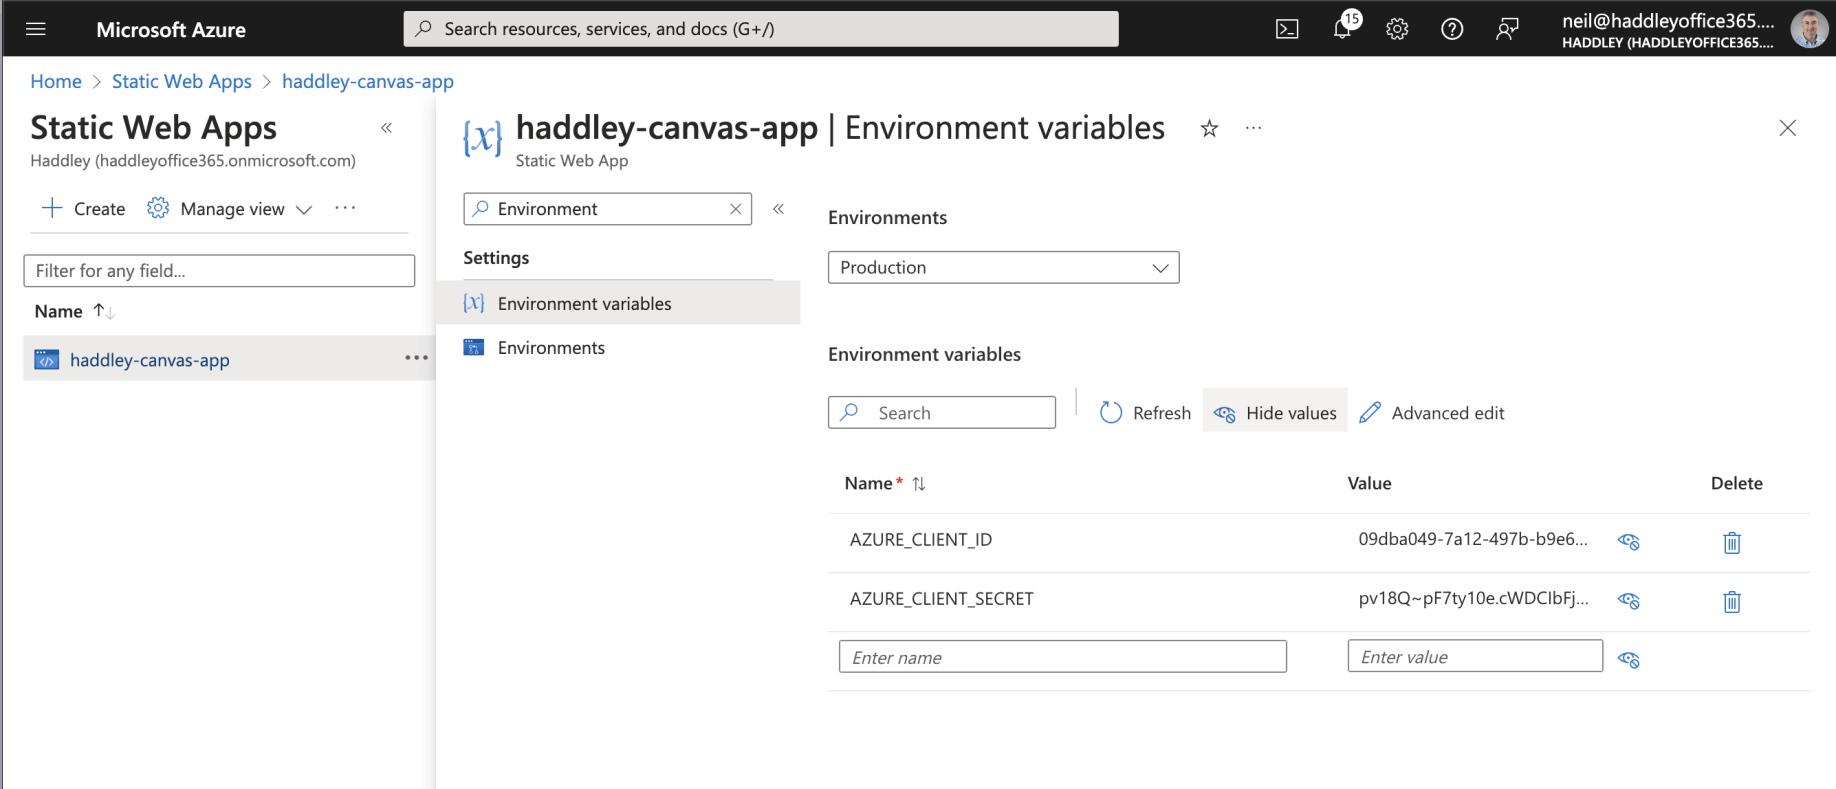 Microsoft Azure
Search resources, services, and docs (G+/)
15
neil@haddleyoffice365....
HADDLEY (HADDLEYOFFICE365....
Home > Static Web Apps > haddley-canvas-app
Static Web Apps
Haddley (haddleyoffice365.onmicrosoft.com)
Create
Manage view
Filter for any field...
Name
haddley-canvas-app
{x} haddley-canvas-app | Environment variables
Static Web App
Environment
Settings
{x} Environment variables
Environments
Environments
Production
Environment variables
Search
Refresh
Hide values
Advanced edit
Name *
Value
Delete
AZURE_CLIENT_ID
09dba049-7a12-497b-b9e6...
AZURE_CLIENT_SECRET
pv18Q~pF7ty10e.cWDCIbFj...
Enter name
Enter value